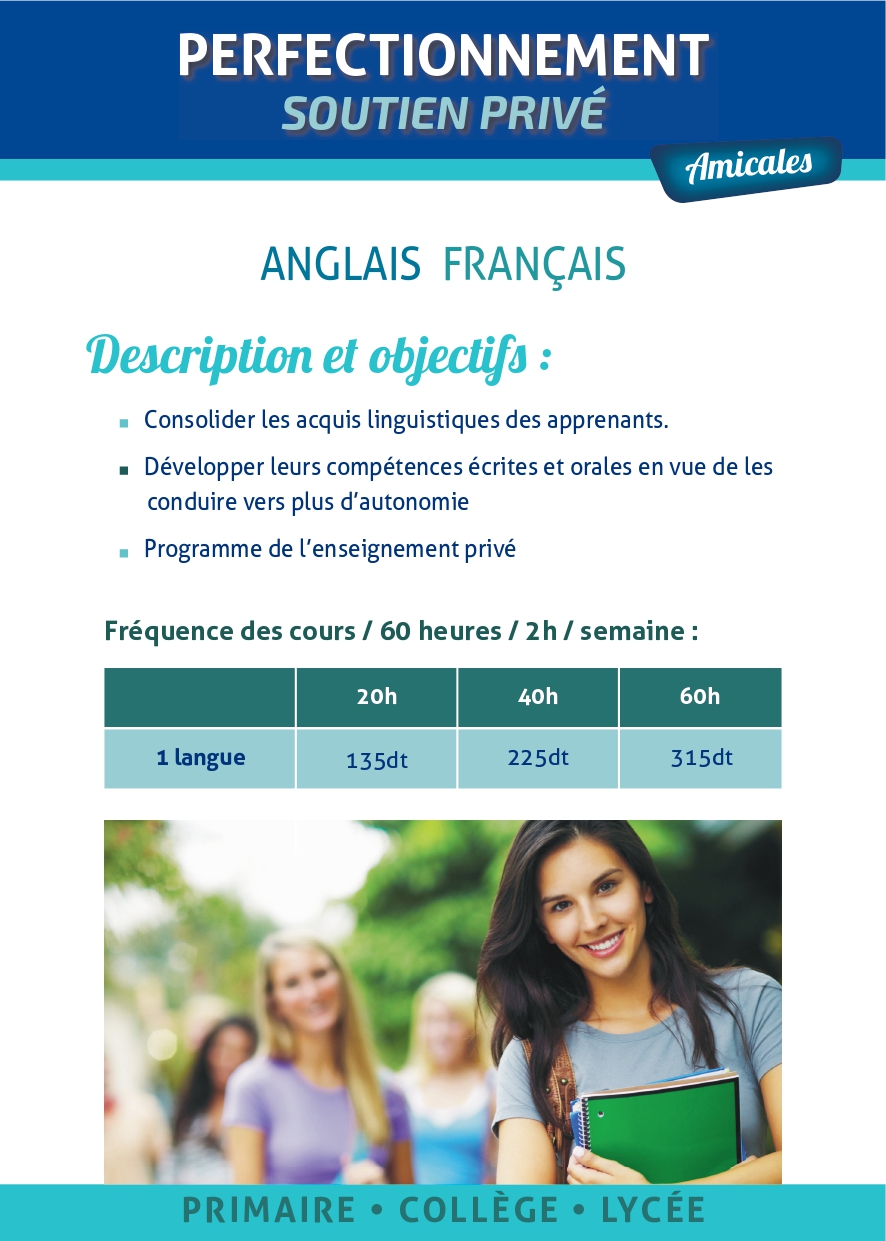 PERFECTIONNEMENT
SOUTIEN PRIVÉ
Amicales
ANGLAIS FRANÇAIS
Description et objectifs :
Consolider les acquis linguistiques des apprenants.
Développer leurs compétences écrites et orales en vue de les
conduire vers plus d’autonomie
Programme de l’enseignement privé
Fréquence des cours / 60 heures / 2h / semaine :
20h 40h 60h
1 langue 135dt 225dt 315dt
PRIMAIRE • COLLÈGE • LYCÉE